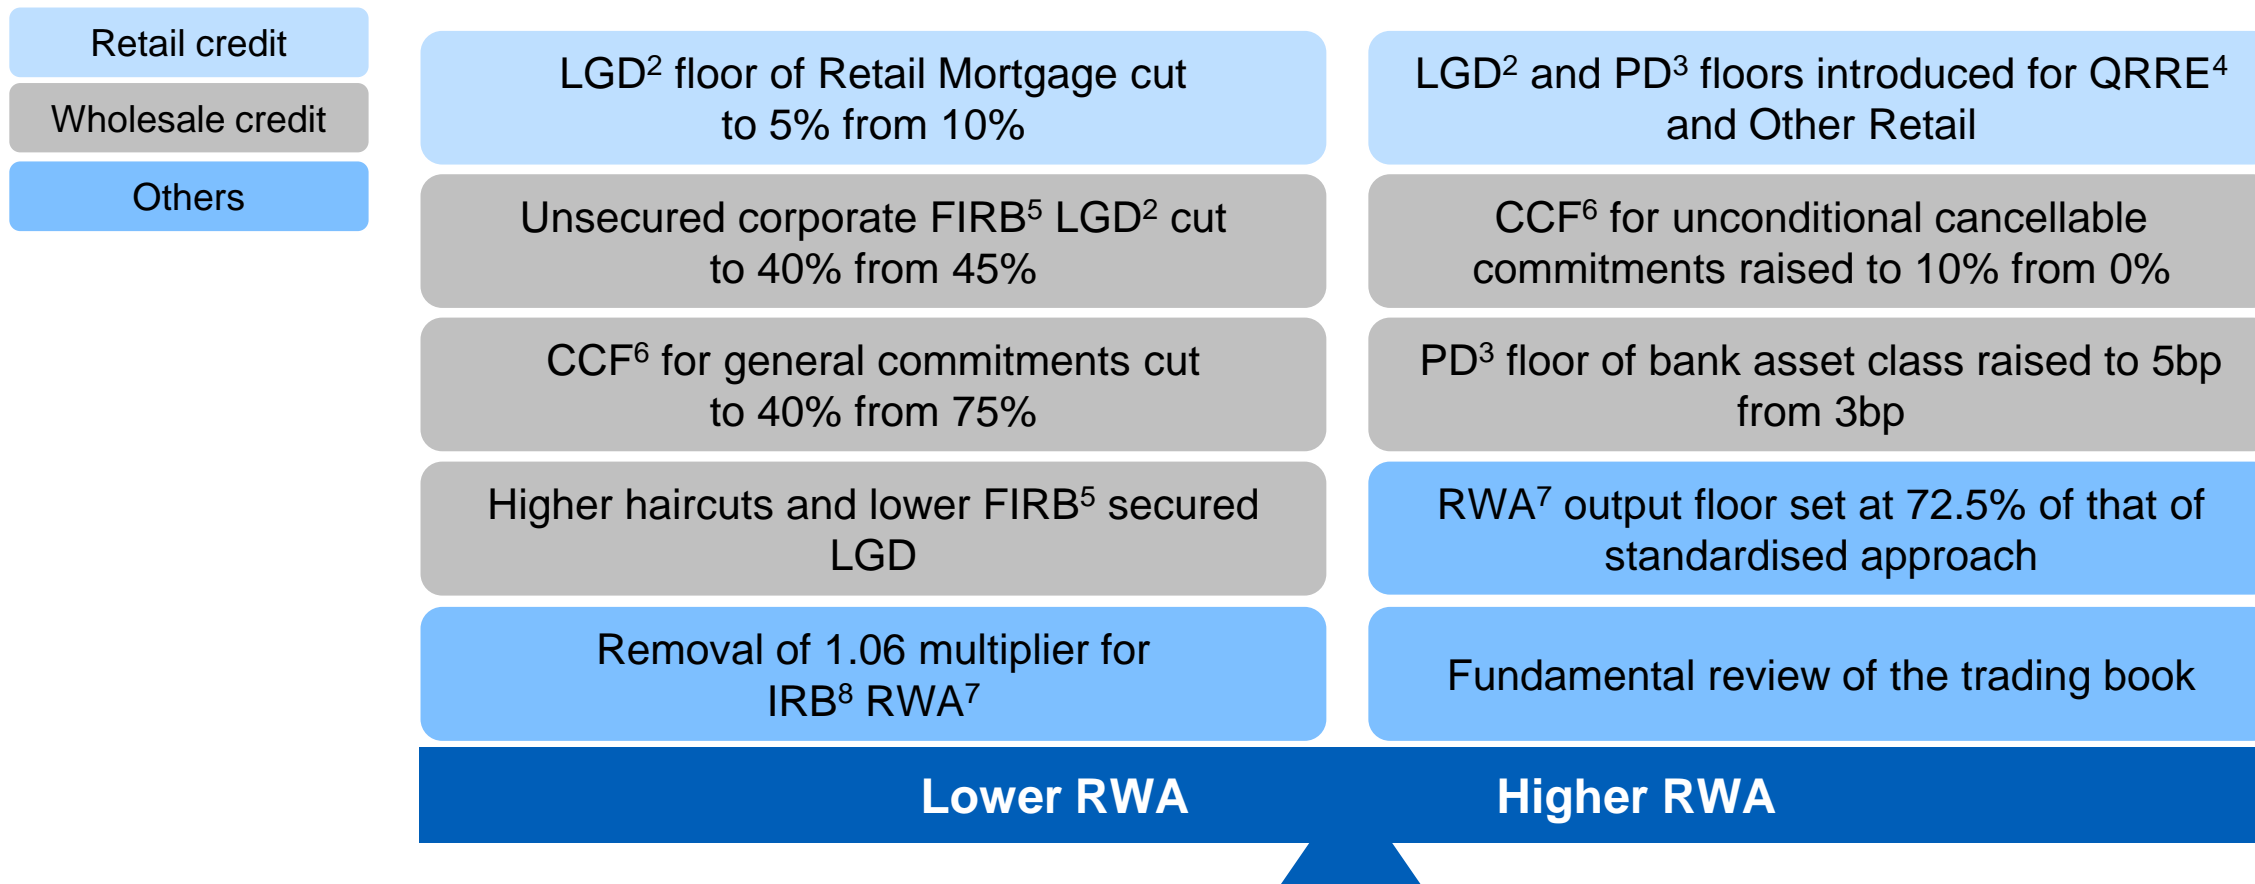 Retail credit
Wholesale credit
Others
LGD² floor of Retail Mortgage cut
to 5% from 10%
LGD² and PD³ floors introduced for QRRE⁴
and Other Retail
Unsecured corporate FIRB⁵ LGD² cut
to 40% from 45%
CCF⁶ for unconditional cancellable
commitments raised to 10% from 0%
CCF⁶ for general commitments cut
to 40% from 75%
PD³ floor of bank asset class raised to 5bp
from 3bp
Higher haircuts and lower FIRB⁵ secured
LGD
RWA⁷ output floor set at 72.5% of that of
standardised approach
Removal of 1.06 multiplier for
IRB⁸ RWA⁷
Fundamental review of the trading book
Lower RWA
Higher RWA